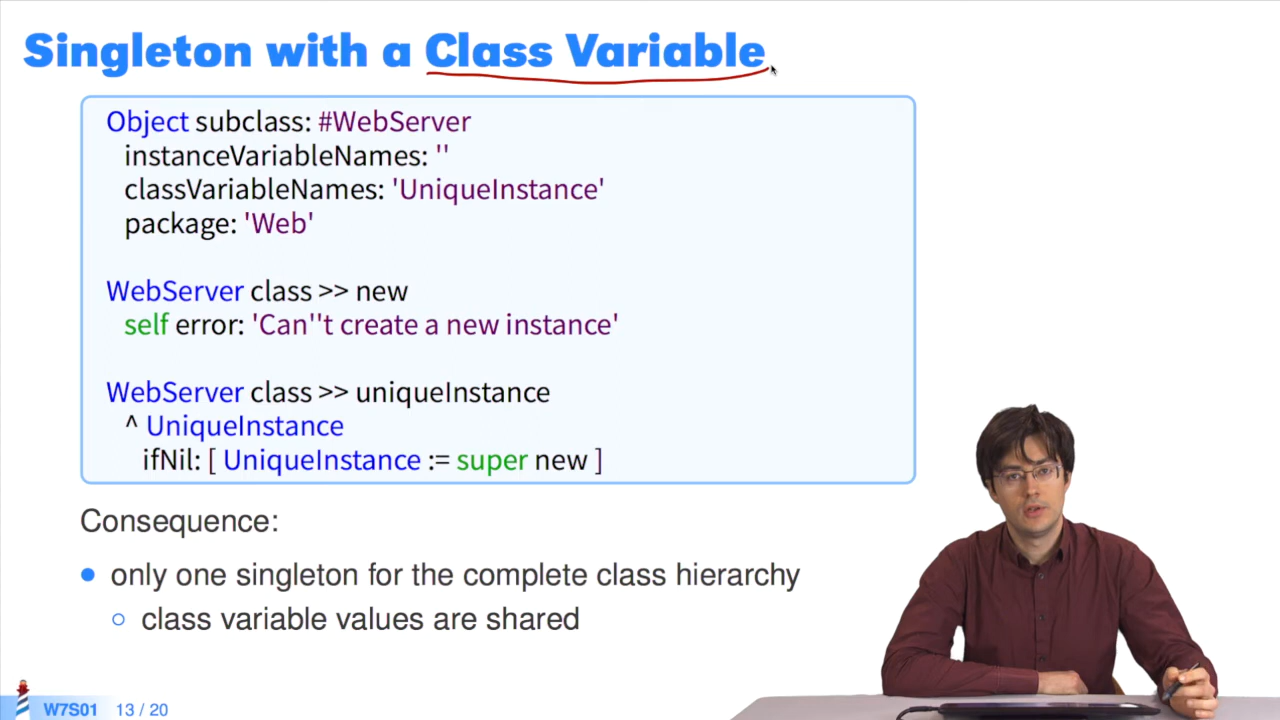 Singleton with a Class Variable
Object subclass: #WebServer
instanceVariableNames: ''
classVariableNames: 'UniqueInstance'
package: 'Web'
WebServer class >> new
self error: 'Can''t create a new instance'
WebServer class >> uniqueInstance
^ UniqueInstance
ifNil: [ UniqueInstance := super new ]
Consequence:
only one singleton for the complete class hierarchy
class variable values are shared
W7S01 13 / 20